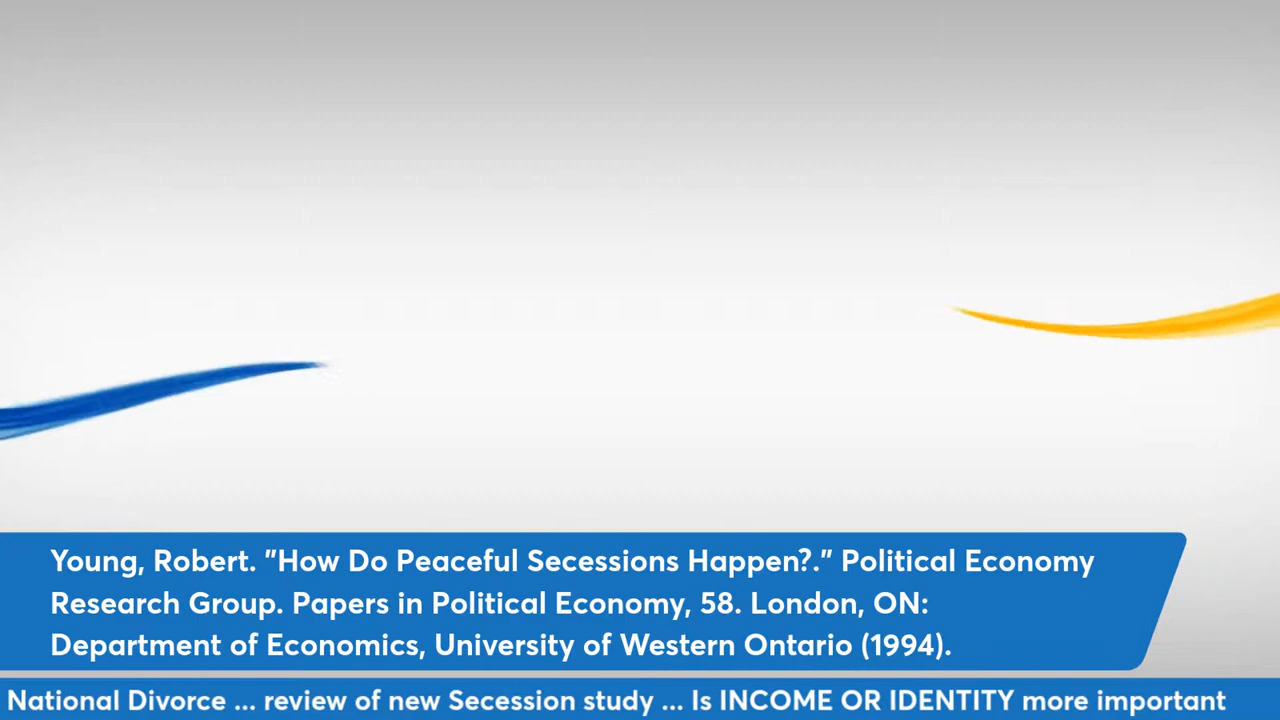 Young, Robert. "How Do Peaceful Secessions Happen?." Political Economy
Research Group. Papers in Political Economy, 58. London, ON:
Department of Economics, University of Western Ontario (1994).
National Divorce ... review of new Secession study ... Is INCOME OR IDENTITY more important